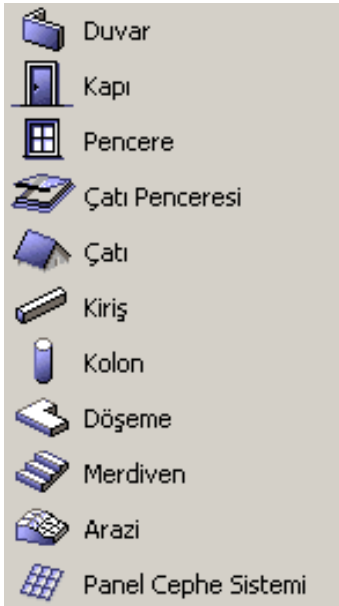 Duvar
Kapı
Pencere
Çatı Penceresi
Çatı
Kiriş
Kolon
Döşeme
Merdiven
Arazi
Panel Cephe Sistemi